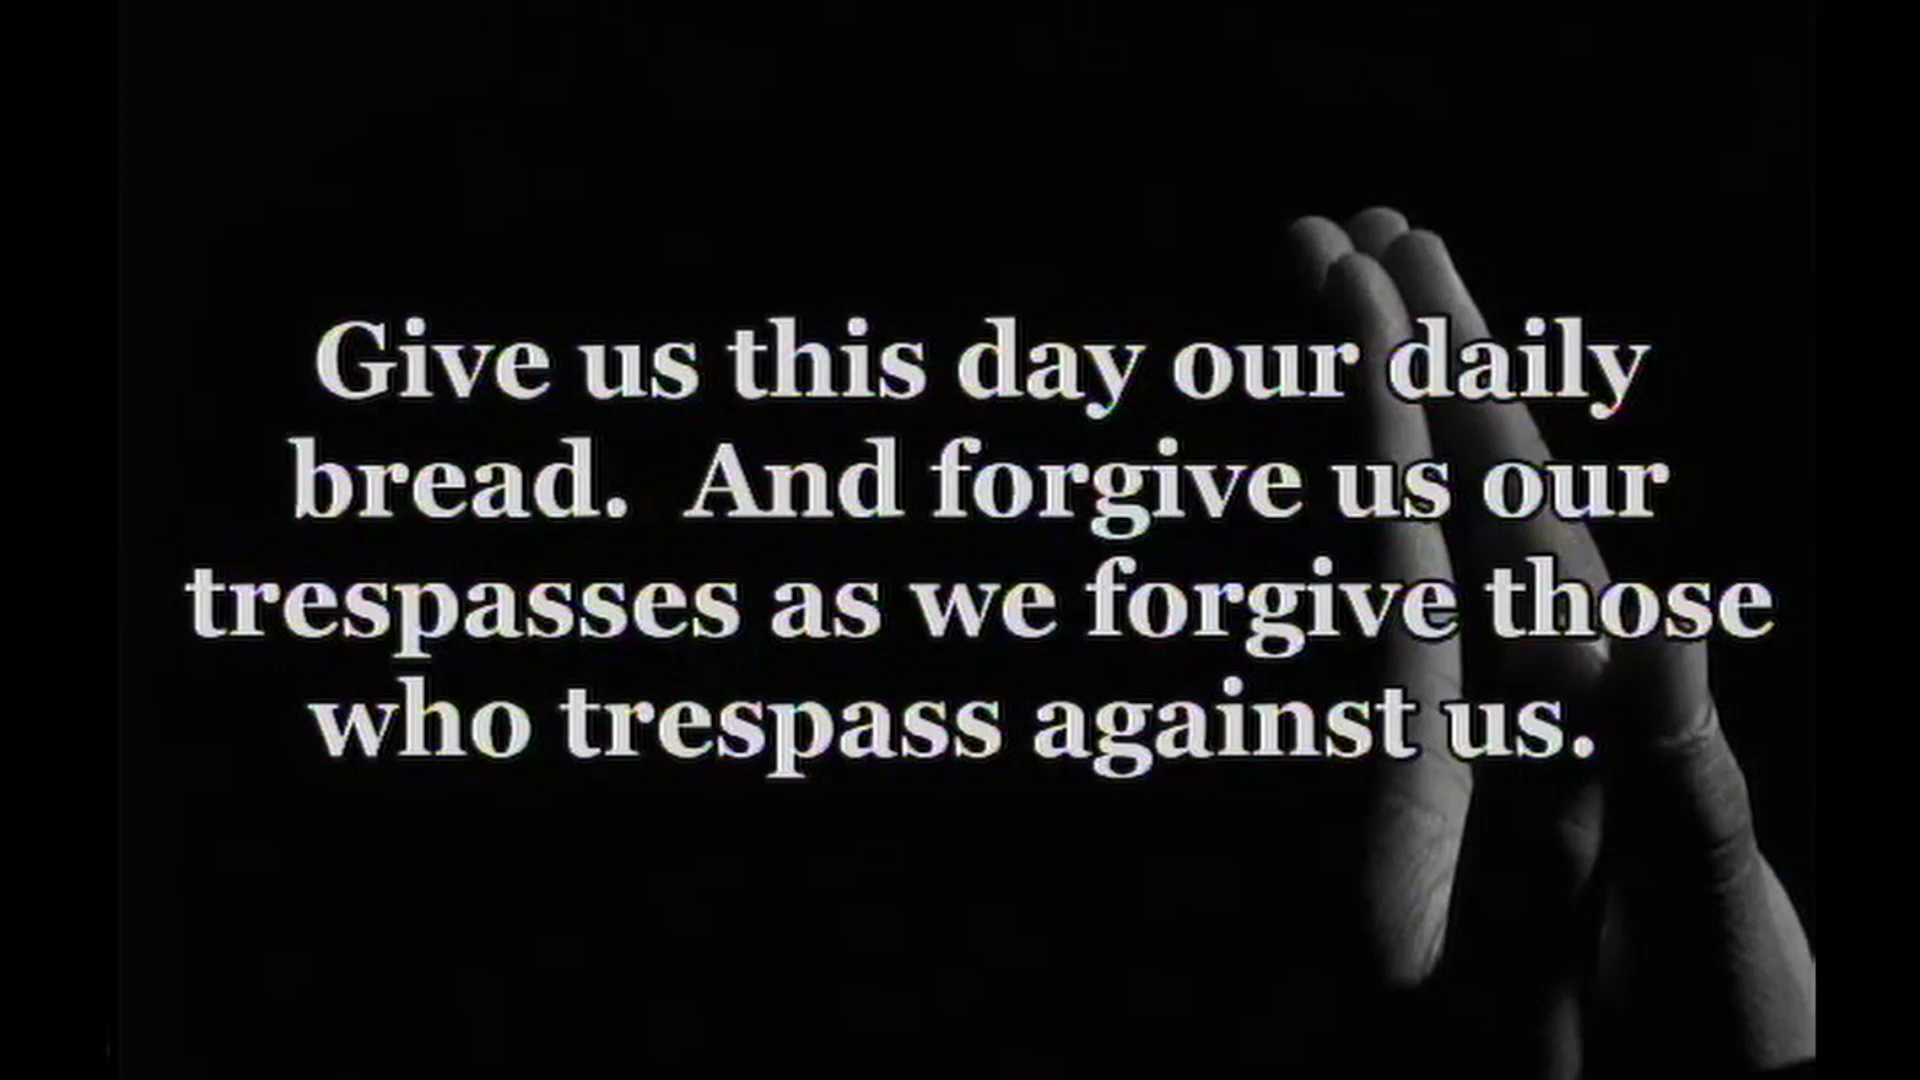 Give us this day our daily
bread.  And forgive us our
trespasses as we forgive those
who trespass against us.